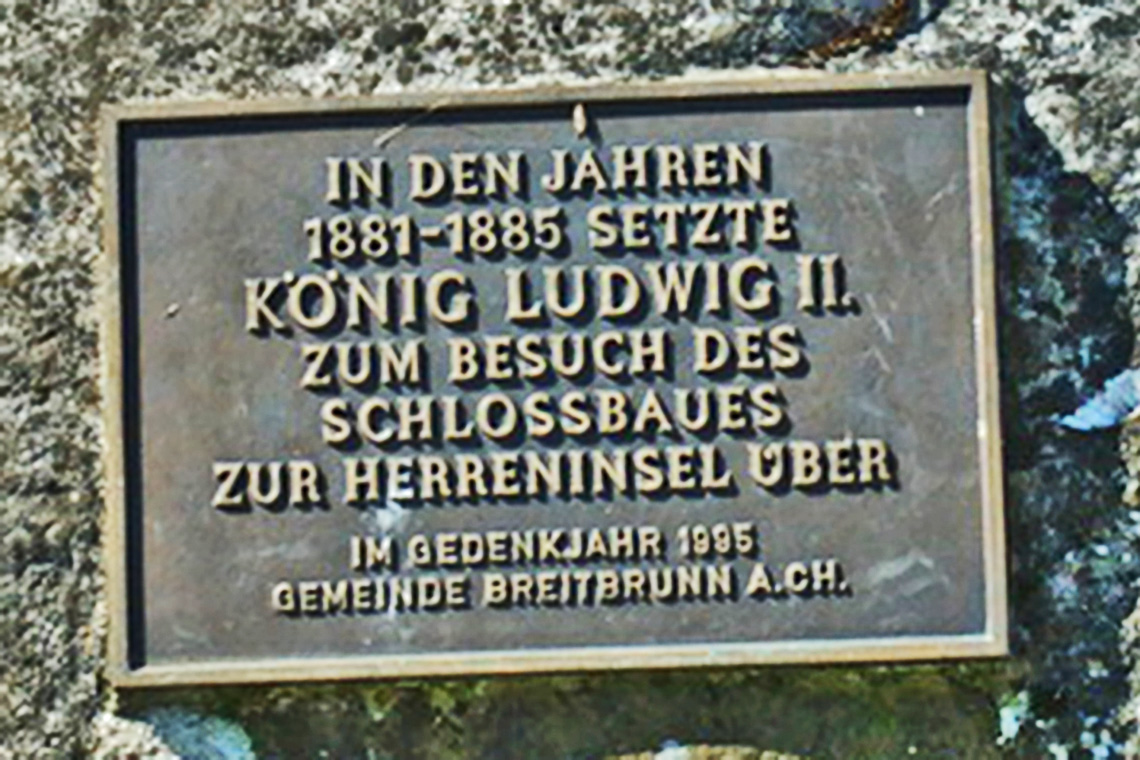 IN DEN JAHREN
1881-1885 SETZTE
KÖNIG LUDWIG II.
ZUM BESUCH DES
SCHLOSSBAUES
ZUR HERRENINSEL ÜBER
IM GEDENKJAHR 1995
GEMEINDE BREITBRUNN A.CH.